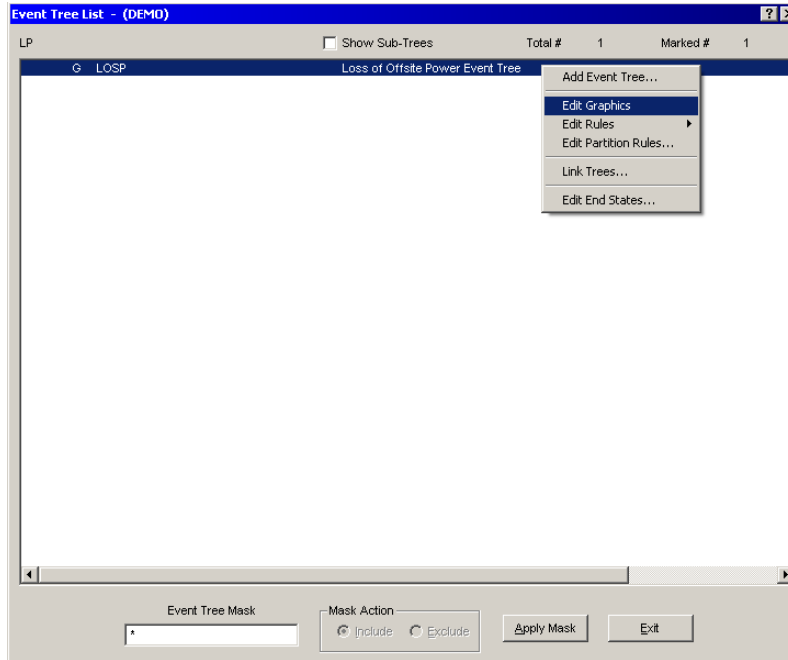 Event Tree List - (DEMO)
LP Show Sub-Trees Total # 1 Marked # 1
G LOSP Loss of Offsite Power Event Tree
Add Event Tree...
Edit Graphics
Edit Rules
Edit Partition Rules...
Link Trees...
Edit End States...
Event Tree Mask
*
Mask Action
Include Exclude
Apply Mask
Exit